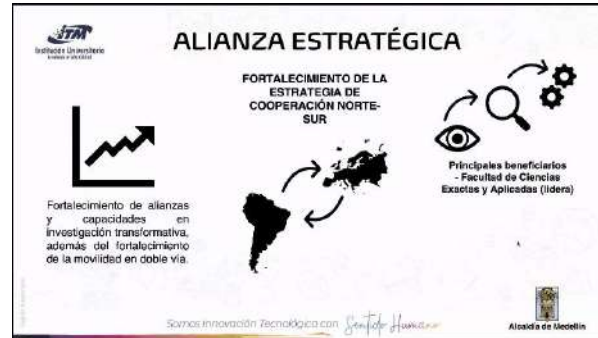 iTM
Institución Universitaria
ALIANZA ESTRATÉGICA
FORTALECIMIENTO DE LA
ESTRATEGIA DE
COOPERACIÓN NORTE-
SUR
Principales beneficiarios
- Facultad de Ciencias
Exactas y Aplicadas (lidera)
Fortalecimiento de alianzas
y capacidades en
investigación transformativa,
además del fortalecimiento
de la movilidad en doble vía.
Somos Innovación Tecnológica con Sentido Humano
Alcaldía de Medellín